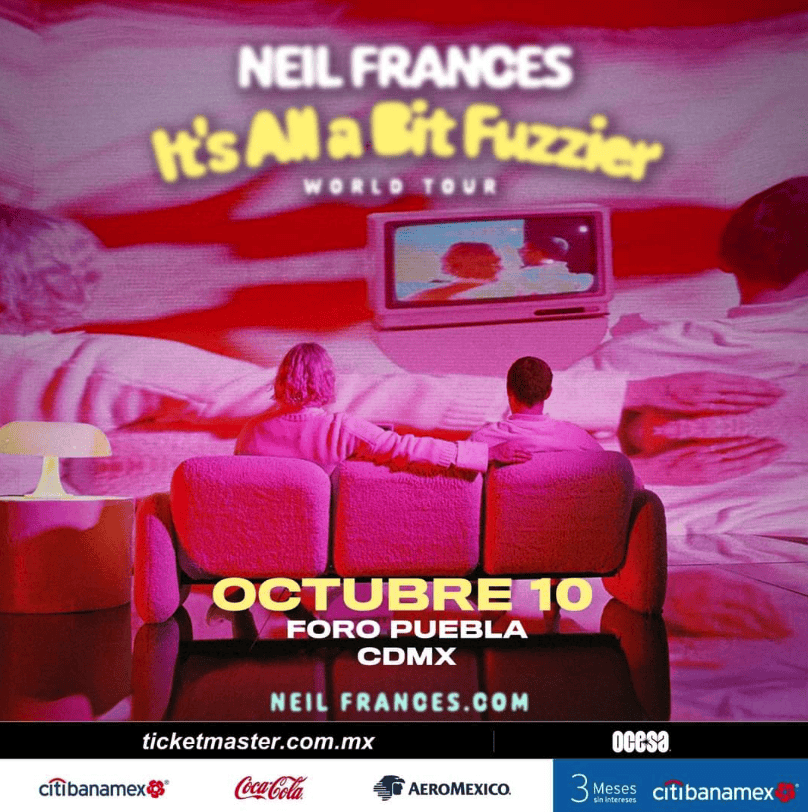 NEIL FRANCES
It's All a Bit Fuzzier
WORLD TOUR
OCTUBRE 10
FORO PUEBLA
CDMX
NEIL FRANCES.COM
ticketmaster.com.mx
ocesa
citibanamex
Coca-Cola
AEROMEXICO.
3 Meses
sin intereses
citibanamex